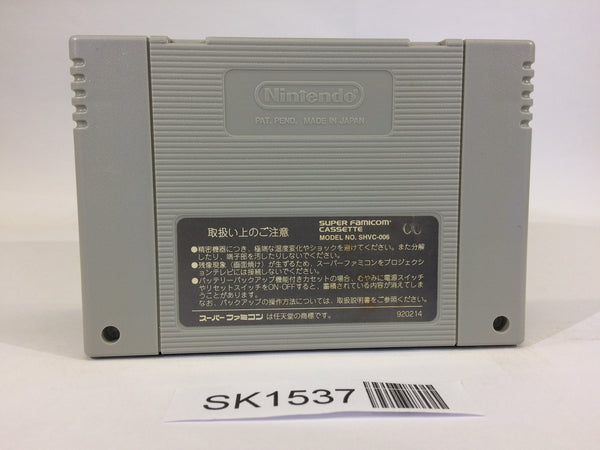 Nintendo
PAT. PEND. MADE IN JAPAN
取扱い上のご注意
SUPER FAMICOM
CASSETTE
MODEL NO. SHVC-006
●精密機器につき、極端な温度変化やショックを避けてください。また分解
したり、端子部を汚したりしないでください。
●残像現象(画面焼け)が生ずるため、スーパーファミコンをプロジェクシ
ョンテレビには接続しないでください。
●バッテリーバックアップ機能付きカセットの場合、むやみに電源スイッチ
やリセットスイッチをON・OFFすると、蓄積されている内容が消えてしま
うことがあります。
なお、バックアップの操作方法については、取扱説明書をご参照ください。
スーパーファミコン は任天堂の商標です。
920214
SK1537